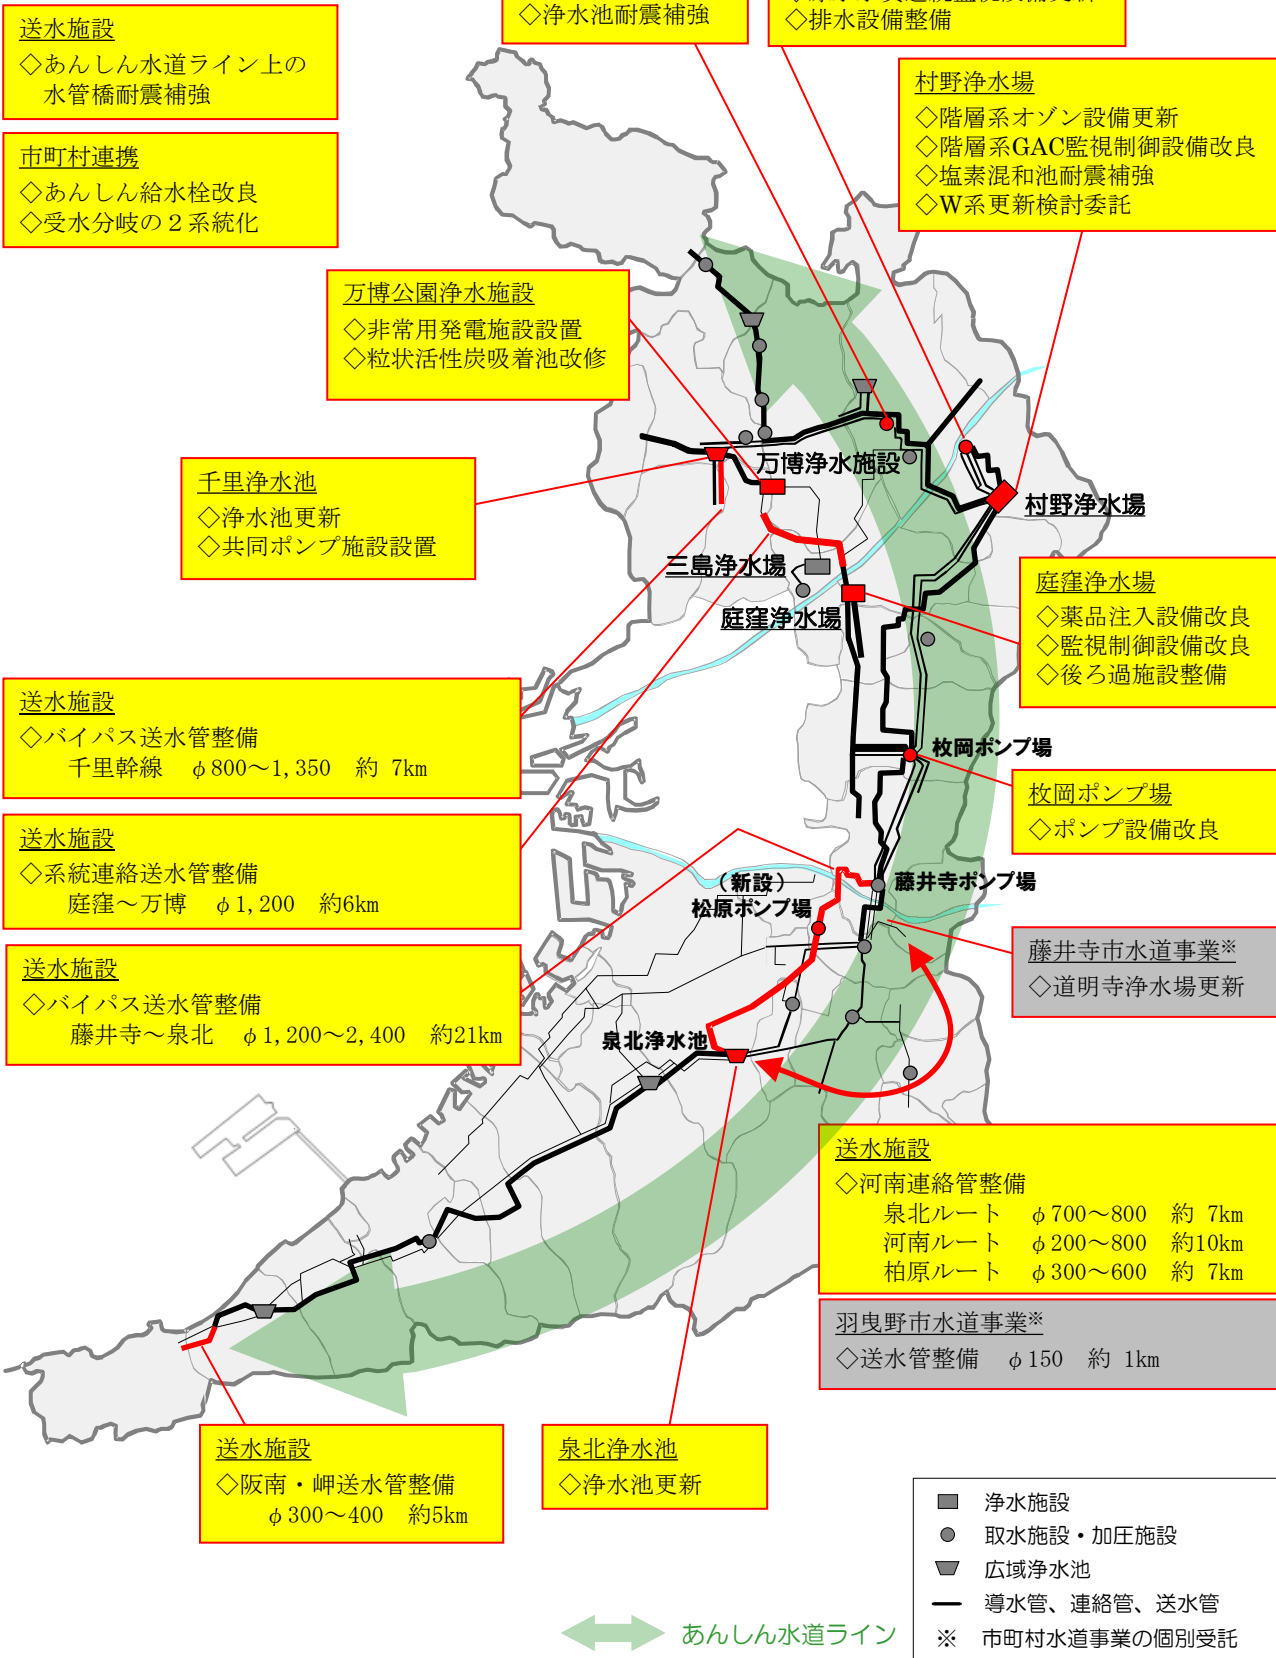 ◇浄水池耐震補強
◇排水設備整備
送水施設
◇あんしん水道ライン上の
水管橋耐震補強
市町村連携
◇あんしん給水栓改良
◇受水分岐の２系統化
村野浄水場
◇階層系オゾン設備更新
◇階層系GAC監視制御設備改良
◇塩素混和池耐震補強
◇W系更新検討委託
万博公園浄水施設
◇非常用発電施設設置
◇粒状活性炭吸着池改修
千里浄水池
◇浄水池更新
◇共同ポンプ施設設置
万博浄水施設
村野浄水場
三島浄水場
庭窪浄水場
庭窪浄水場
◇薬品注入設備改良
◇監視制御設備改良
◇後ろ過施設整備
送水施設
◇バイパス送水管整備
千里幹線　φ800～1,350　約 7km
枚岡ポンプ場
枚岡ポンプ場
◇ポンプ設備改良
送水施設
◇系統連絡送水管整備
庭窪～万博　φ1,200　約6km
（新設）
松原ポンプ場
藤井寺ポンプ場
藤井寺市水道事業※
◇道明寺浄水場更新
送水施設
◇バイパス送水管整備
藤井寺～泉北　φ1,200～2,400　約21km
泉北浄水池
送水施設
◇河南連絡管整備
泉北ルート　φ700～800　約 7km
河南ルート　φ200～800　約10km
柏原ルート　φ300～600　約 7km
羽曳野市水道事業※
◇送水管整備　φ150　約 1km
送水施設
◇阪南・岬送水管整備
φ300～400　約5km
泉北浄水池
◇浄水池更新
浄水施設
取水施設・加圧施設
広域浄水池
導水管、連絡管、送水管
※　市町村水道事業の個別受託
あんしん水道ライン